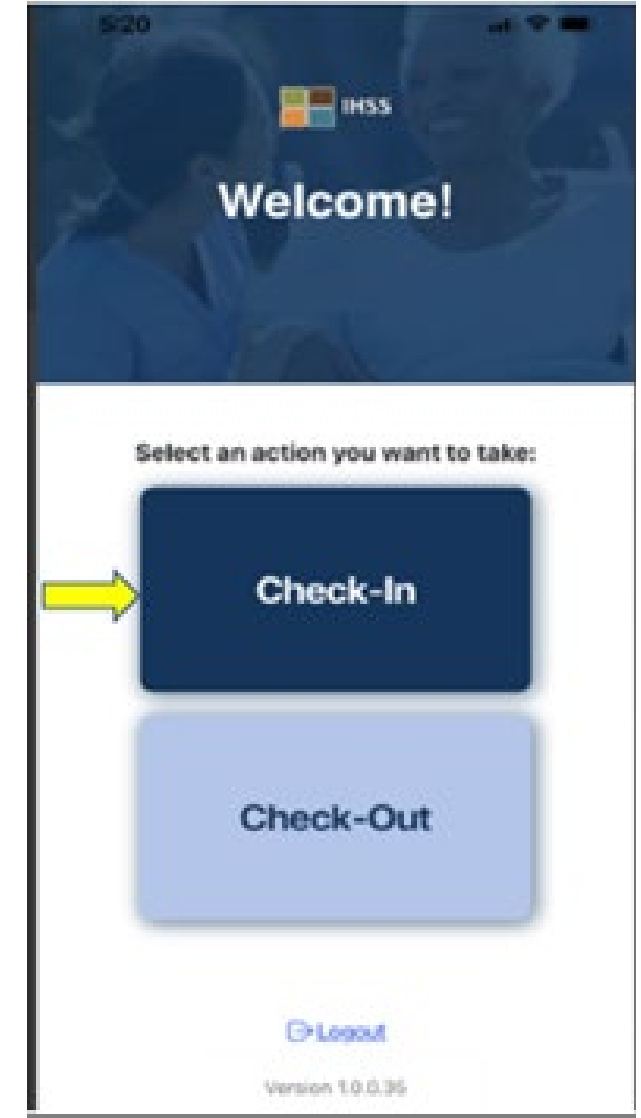 5:20
IHSS
Welcome!
Select an action you want to take:
Check-In
Check-Out
Logout
Version 1.0.0.35